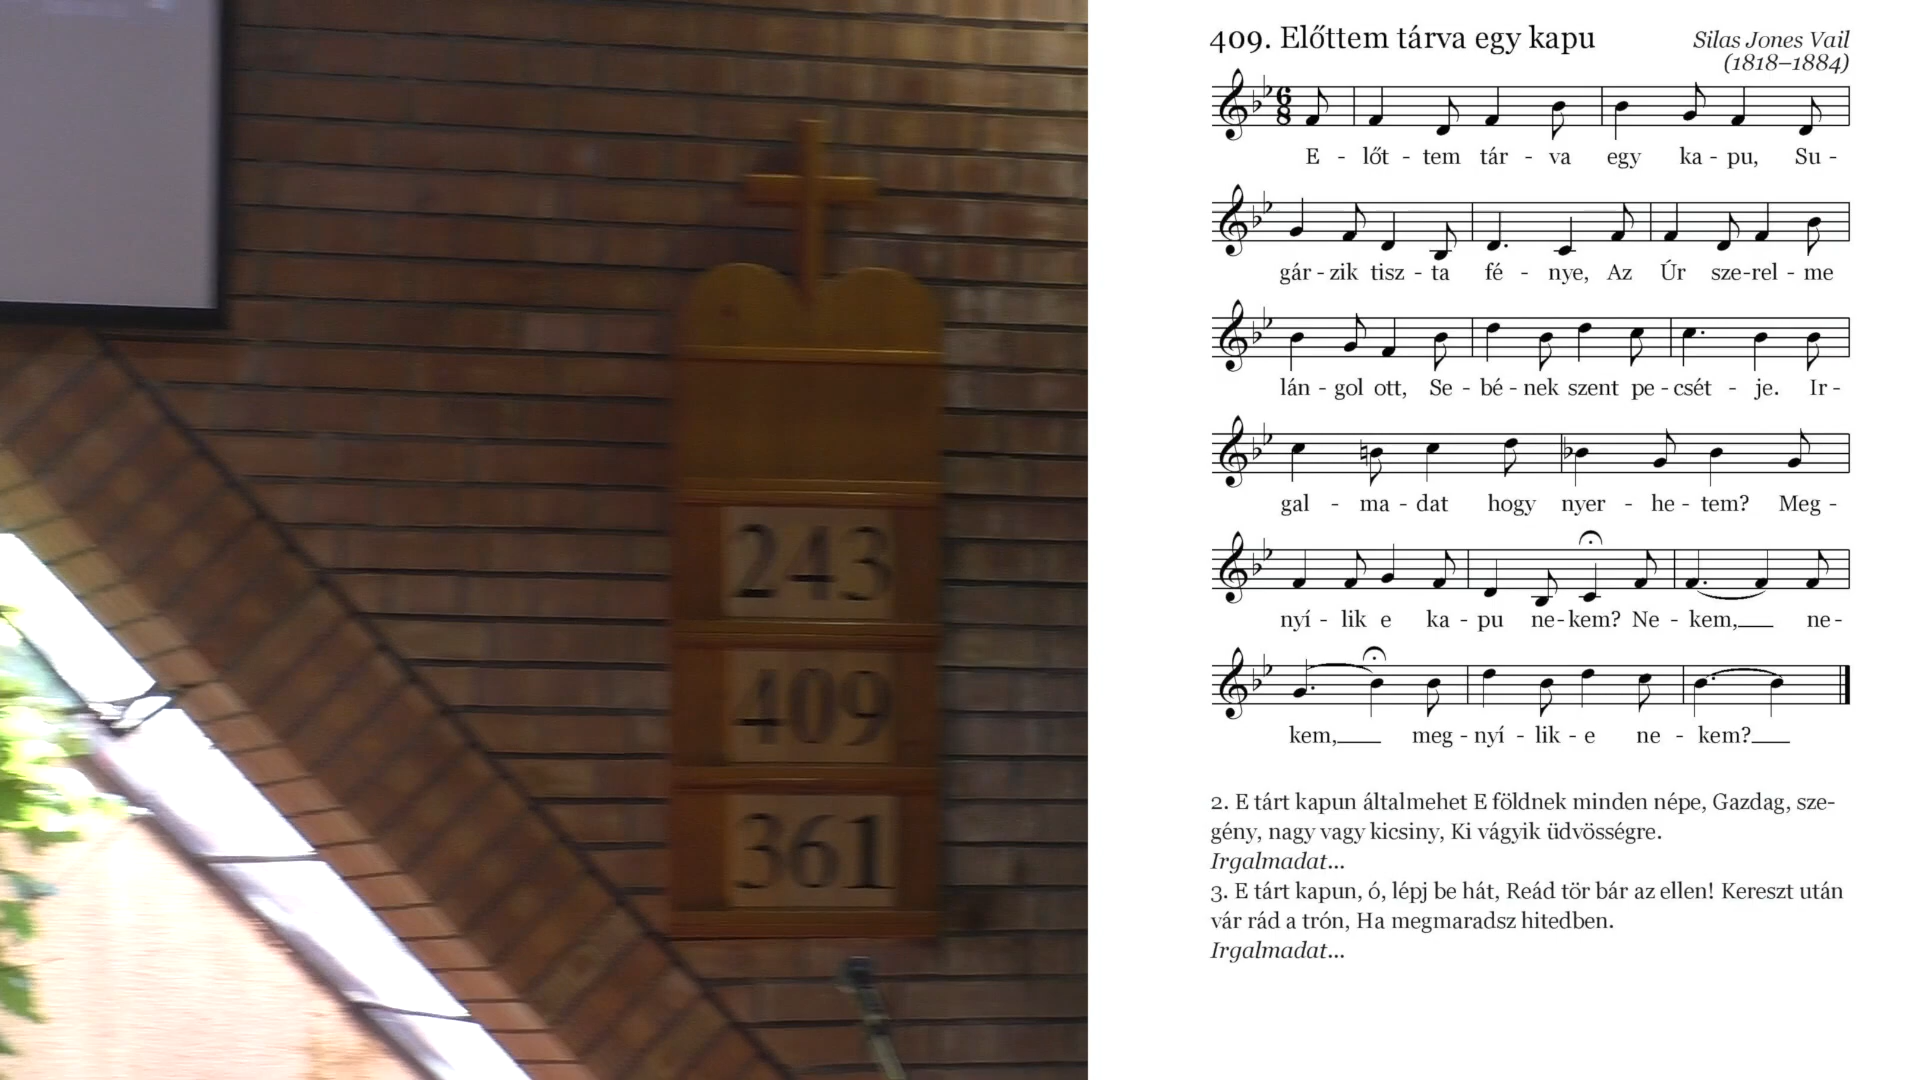 243
409
361
409. Előttem tárva egy kapu
Silas Jones Vail
(1818–1884)
E - lőt - tem tár - va egy ka - pu, Su -
gár - zik tisz - ta fé - nye, Az Úr sze - rel - me
lán - gol ott, Se - bé - nek szent pe - csét - je. Ir -
gal - ma - dat hogy nyer - he - tem? Meg -
nyí - lik e ka - pu ne - kem? Ne - kem, ne -
kem, meg - nyí - lik - e ne - kem?
2. E tárt kapun általmehet E földnek minden népe, Gazdag, sze-
gény, nagy vagy kicsiny, Ki vágyik üdvösségre.
Irgalmadat...
3. E tárt kapun, ó, lépj be hát, Reád tör bár az ellen! Kereszt után
vár rád a trón, Ha megmaradsz hitedben.
Irgalmadat...